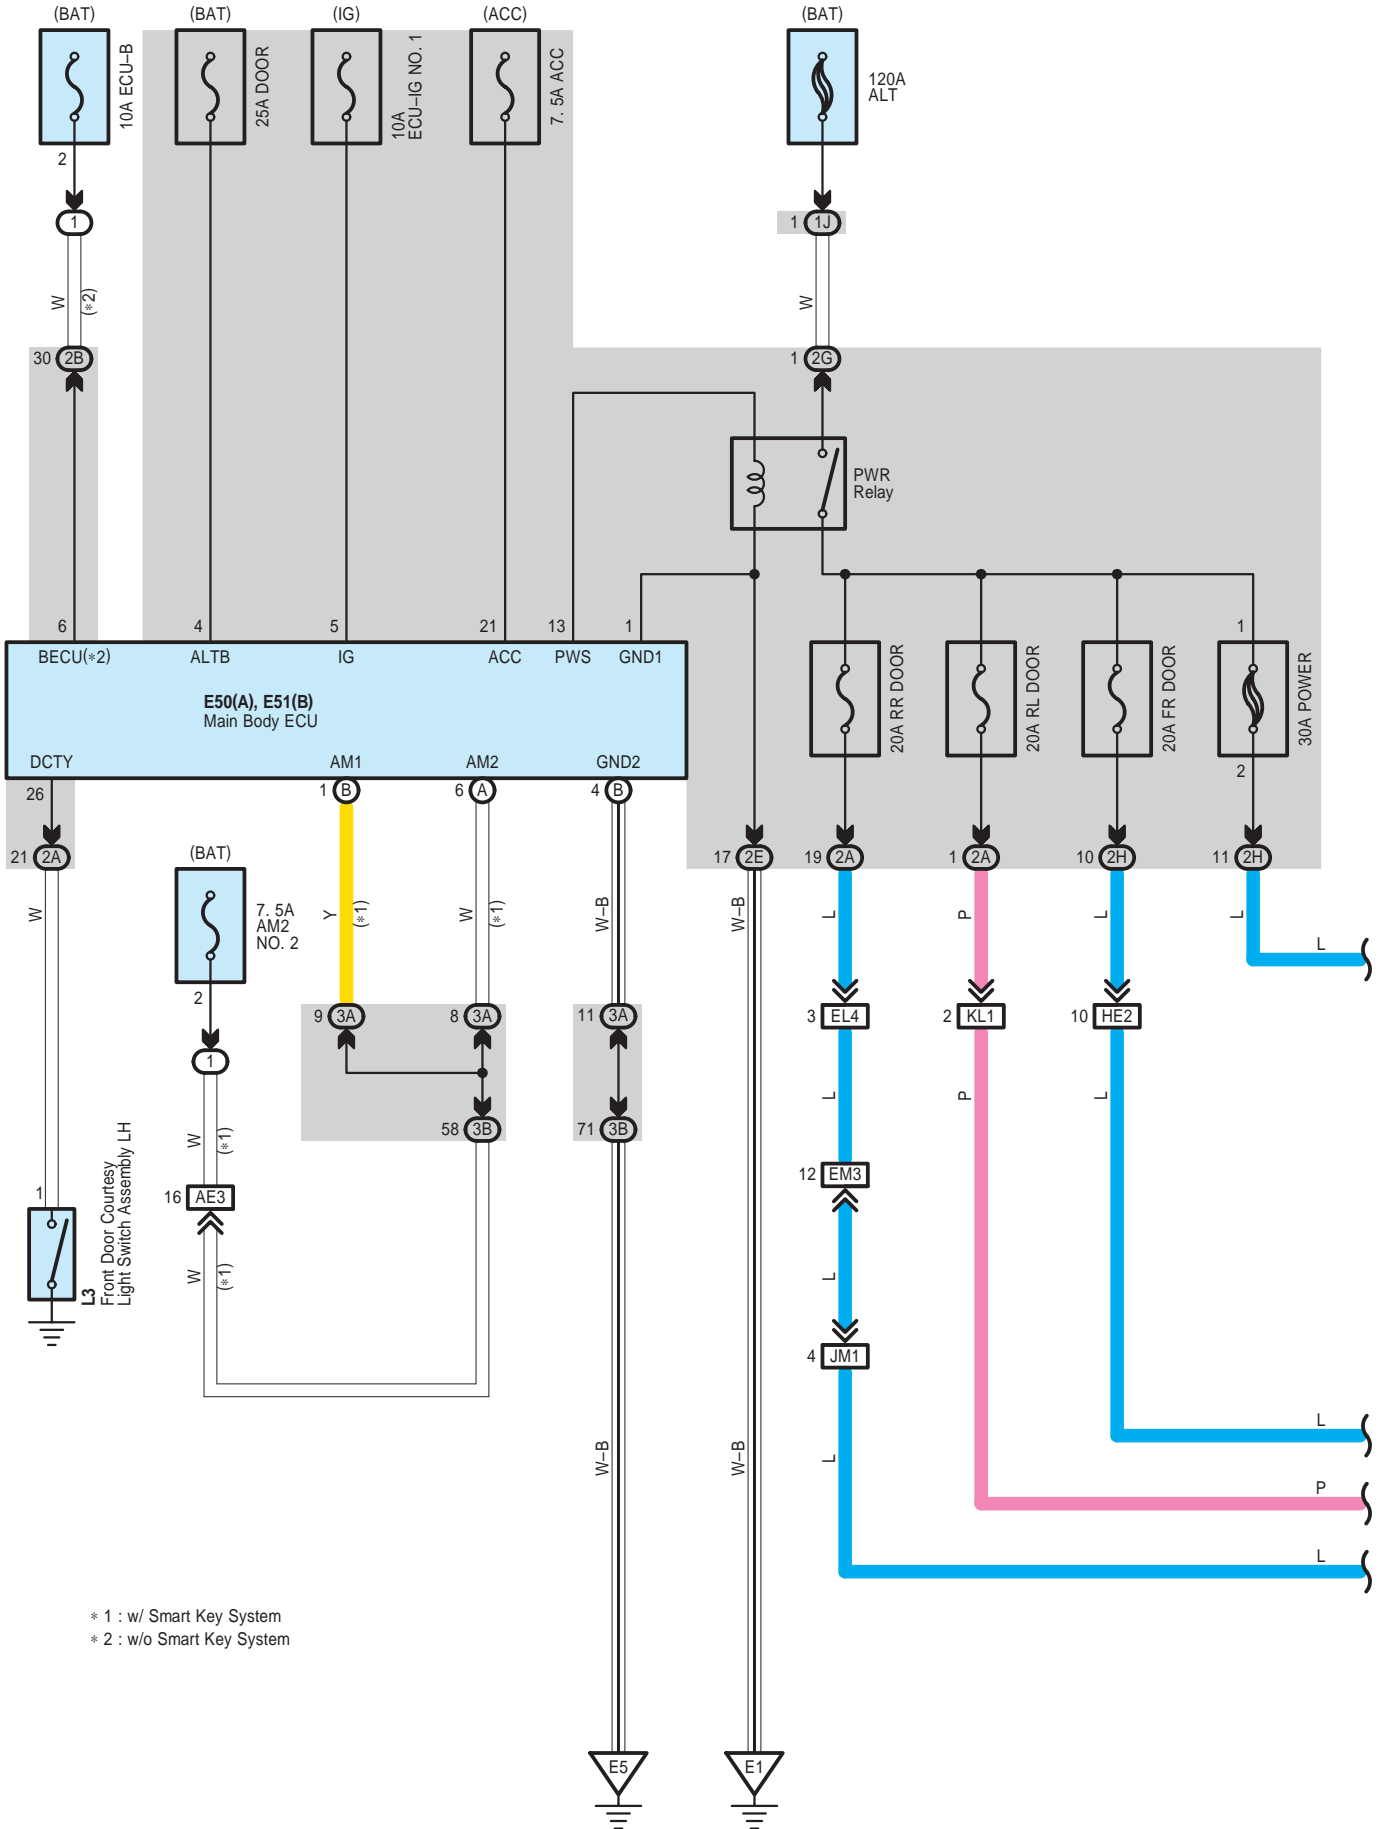 (BAT)
(BAT)
(IG)
(ACC)
(BAT)
10A ECU–B
25A DOOR
10A
ECU–IG NO. 1
7. 5A ACC
120A
ALT
2
1
1
1J
W
(∗2)
W
30
2B
1
2G
PWR
Relay
6
4
5
21
13
1
1
BECU(∗2)
ALTB
IG
ACC
PWS
GND1
E50(A), E51(B)
Main Body ECU
20A RR DOOR
20A RL DOOR
20A FR DOOR
30A POWER
DCTY
AM1
AM2
GND2
2
26
1
B
6
A
4
B
21
2A
(BAT)
17
2E
19
2A
1
2A
10
2H
11
2H
W
7. 5A
AM2
NO. 2
Y
(∗1)
W
(∗1)
W–B
W–B
L
P
L
L
L
2
9
3A
8
3A
11
3A
3
EL4
2
KL1
10
HE2
1
W
(∗1)
58
3B
71
3B
L
P
L
1
16
AE3
12
EM3
L3
Front Door Courtesy
Light Switch Assembly LH
W
(∗1)
L
4
JM1
W–B
W–B
L
L
P
L
∗ 1 : w/ Smart Key System
∗ 2 : w/o Smart Key System
E5
E1